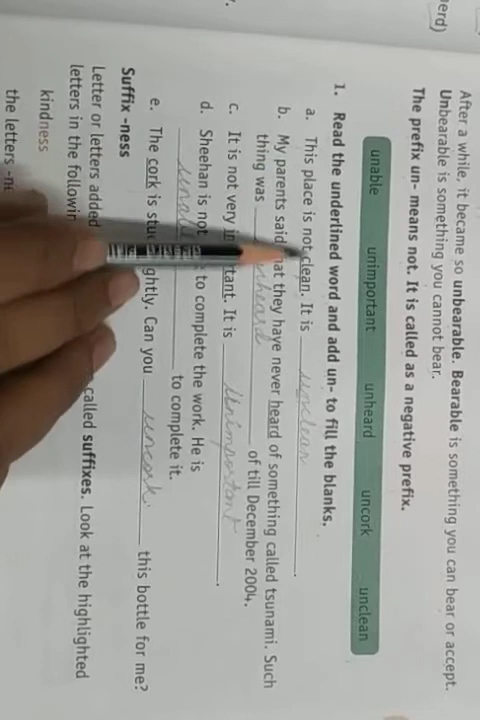 erd)
After a while, it became so unbearable. Bearable is something you can bear or accept.
Unbearable is something you cannot bear.
The prefix un- means not. It is called as a negative prefix.
unable unimportant unheard uncork unclean
1. Read the underlined word and add un- to fill the blanks.
a. This place is not clean. It is unclean.
b. My parents said that they have never heard of something called tsunami. Such
thing was unheard of till December 2004.
c. It is not very important. It is Unimportant.
d. Sheehan is not to complete the work. He is
to complete it.
e. The cork is tightly. Can you uncork. this bottle for me?
Suffix -ness
Letter or letters added called suffixes. Look at the highlighted
letters in the
kindness
the letters